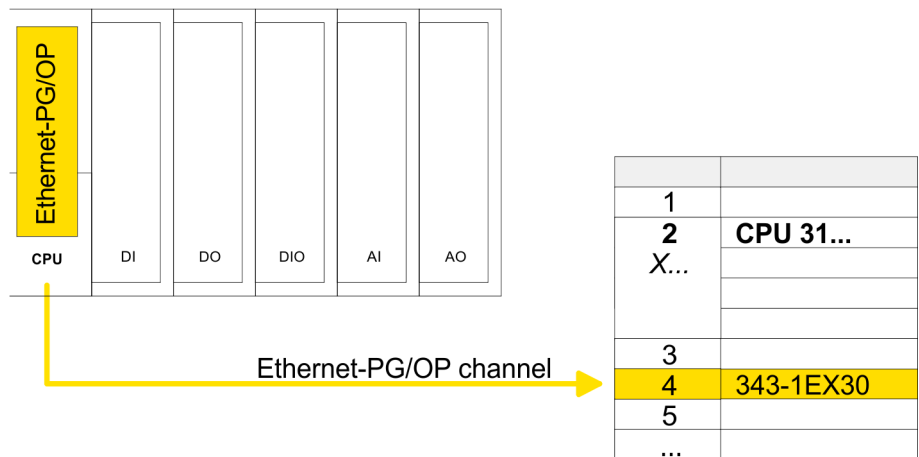 Ethernet-PG/OP
CPU
DI
DO
DIO
AI
AO
Ethernet-PG/OP channel
1
2 CPU 31...
X...
3
4 343-1EX30
5
...